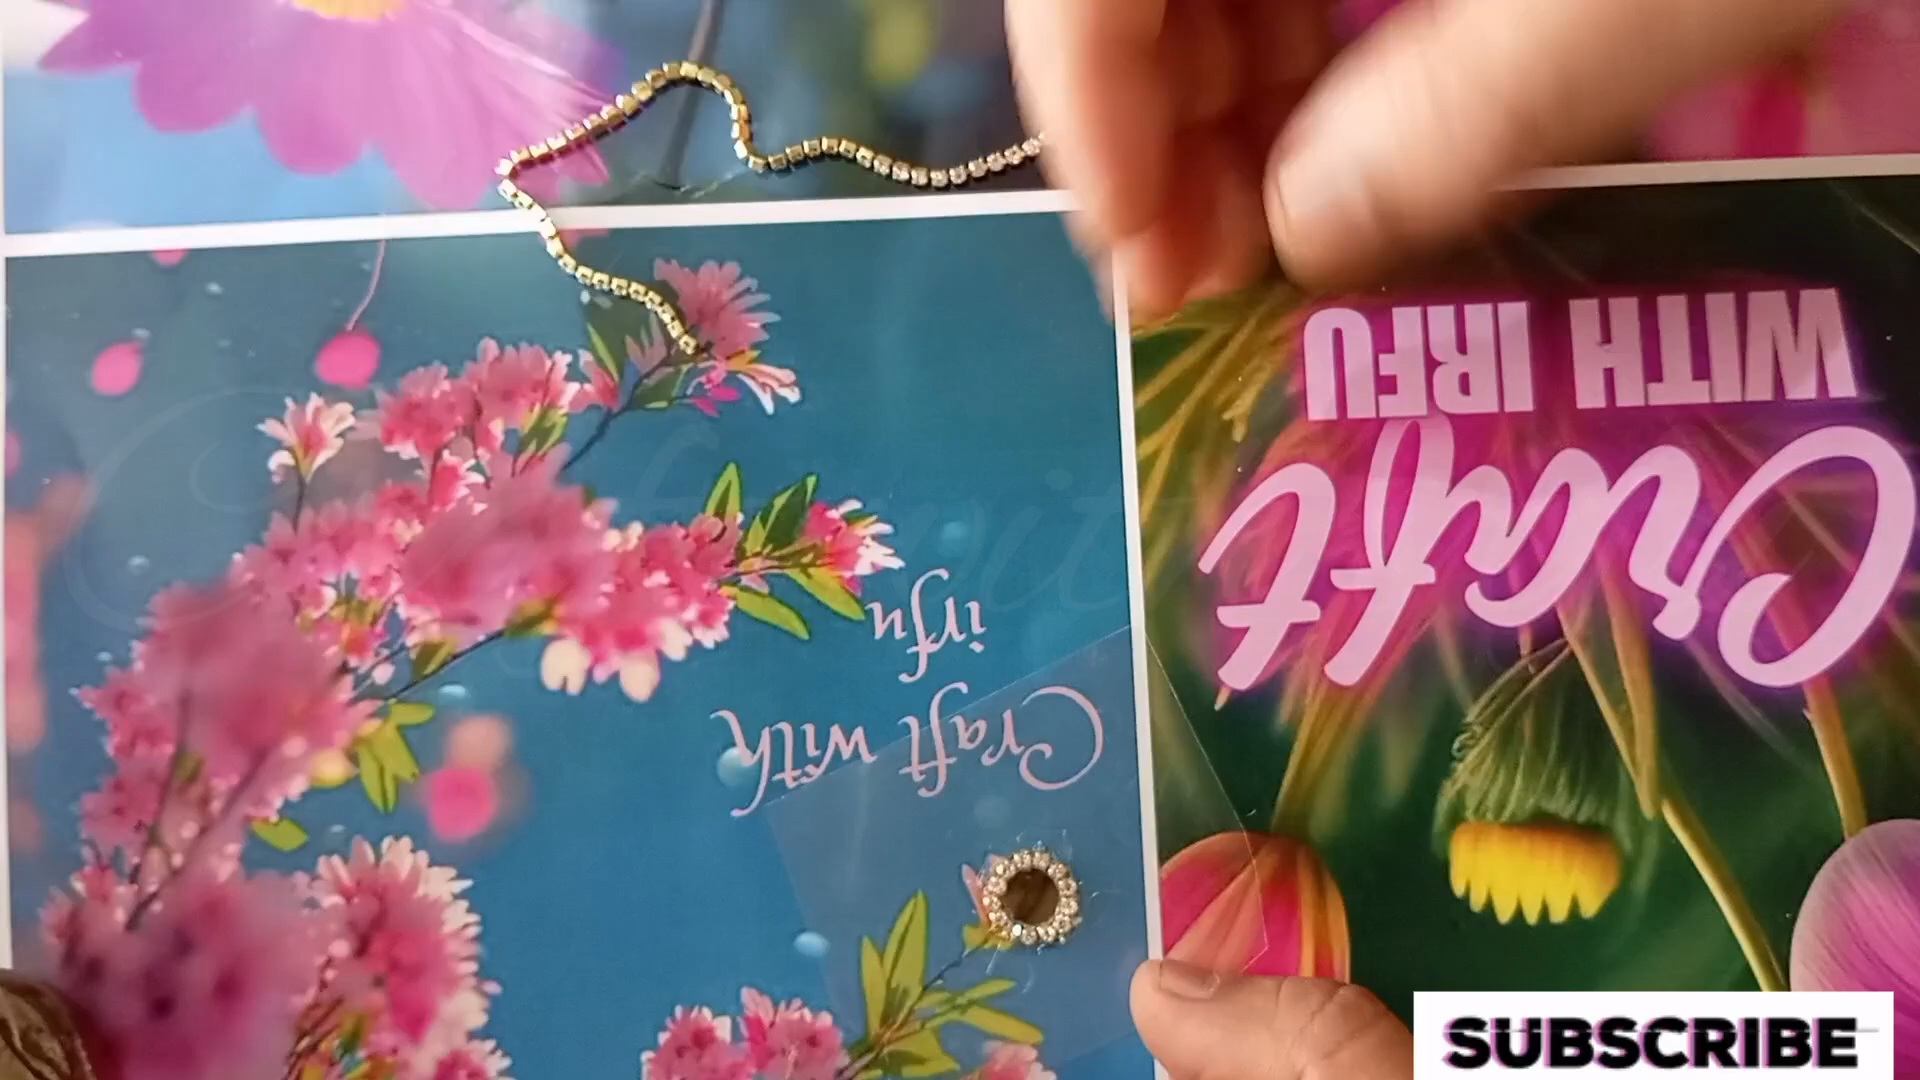 Craft with
irfu
Craft
WITH IRFU
SUBSCRIBE